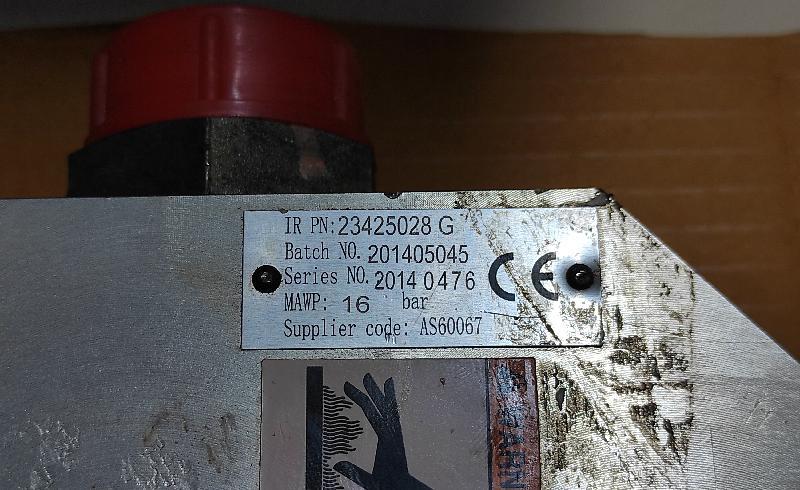 IR PN: 23425028 G
Batch NO. 201405045
Series NO. 2014 0476
MAWP: 16 bar
Supplier code: AS60067
CE